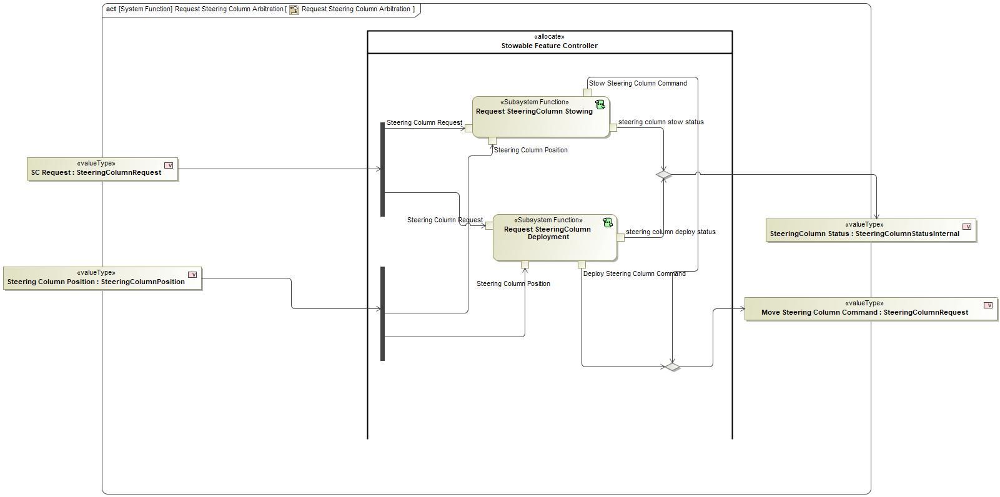 act [System Function] Request Steering Column Arbitration [ Request Steering Column Arbitration ]
«allocate»
Stowable Feature Controller
Stow Steering Column Command
«Subsystem Function»
Request SteeringColumn Stowing
Steering Column Request
steering column stow status
Steering Column Position
«valueType»
SC Request : SteeringColumnRequest
V
Steering Column Request
«Subsystem Function»
Request SteeringColumn
Deployment
steering column deploy status
«valueType»
SteeringColumn Status : SteeringColumnStatusInternal
V
«valueType»
Steering Column Position : SteeringColumnPosition
V
Deploy Steering Column Command
Steering Column Position
«valueType»
Move Steering Column Command : SteeringColumnRequest
V